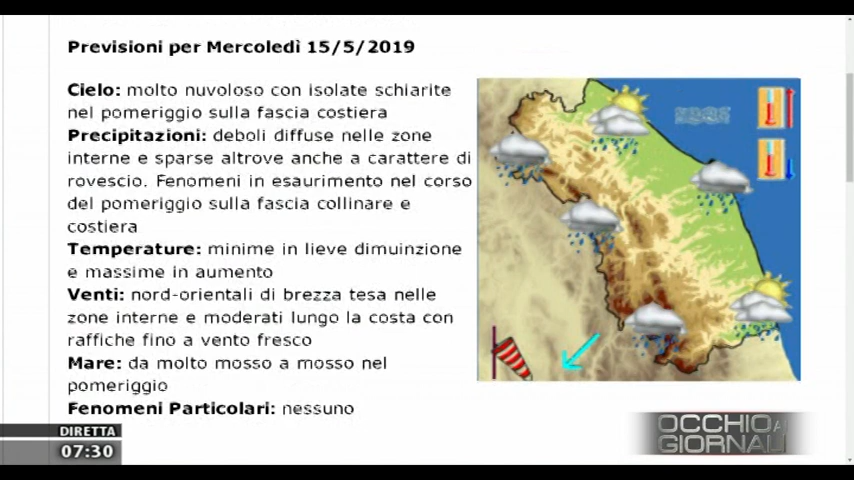 Previsioni per Mercoledì 15/5/2019
Cielo: molto nuvoloso con isolate schiarite
nel pomeriggio sulla fascia costiera
Precipitazioni: deboli diffuse nelle zone
interne e sparse altrove anche a carattere di
rovescio. Fenomeni in esaurimento nel corso
del pomeriggio sulla fascia collinare e
costiera
Temperature: minime in lieve dimuinzione
e massime in aumento
Venti: nord-orientali di brezza tesa nelle
zone interne e moderati lungo la costa con
raffiche fino a vento fresco
Mare: da molto mosso a mosso nel
pomeriggio
Fenomeni Particolari: nessuno
DIRETTA
07:30
OCCHIO AI
GIORNALI